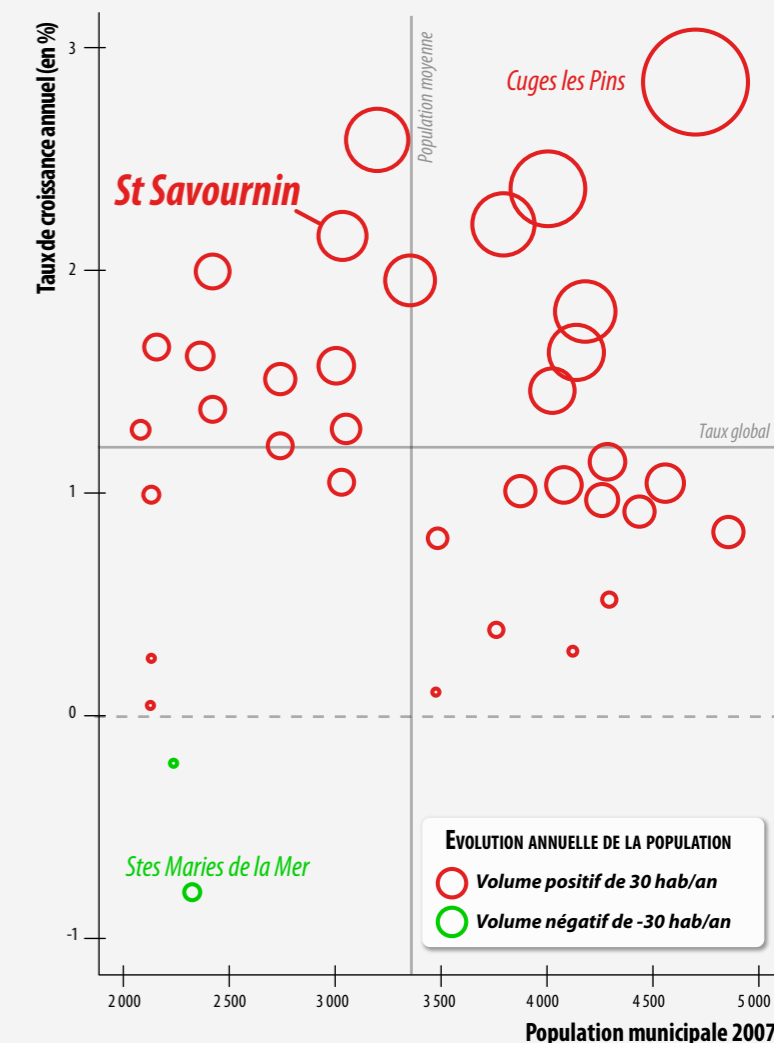 Taux de croissance annuel (en %)
3
2
1
0
-1
Population moyenne
Cuges les Pins
St Savournin
Taux global
Stes Maries de la Mer
EVOLUTION ANNUELLE DE LA POPULATION
Volume positif de 30 hab/an
Volume négatif de -30 hab/an
2 000 2 500 3 000 3 500 4 000 4 500 5 000
Population municipale 2007